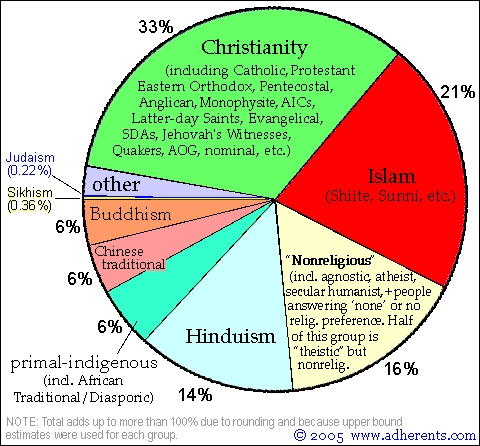 33%
Christianity
(including Catholic, Protestant
Eastern Orthodox, Pentecostal,
Anglican, Monophysite, AICs,
Latter-day Saints, Evangelical,
SDAs, Jehovah's Witnesses,
Quakers, AOG, nominal, etc.)
21%
Islam
(Shiite, Sunni, etc.)
"Nonreligious"
(incl. agnostic, atheist,
secular humanist, + people
answering 'none' or no
relig. preference. Half
of this group is
"theistic" but
nonrelig.
16%
Hinduism
14%
primal-indigenous
(incl. African
Traditional/Diasporic)
6%
Chinese
traditional
6%
Buddhism
6%
Sikhism
(0.36%)
Judaism
(0.22%)
other
NOTE: Total adds up to more than 100% due to rounding and because upper bound
estimates were used for each group.
© 2005 www.adherents.com